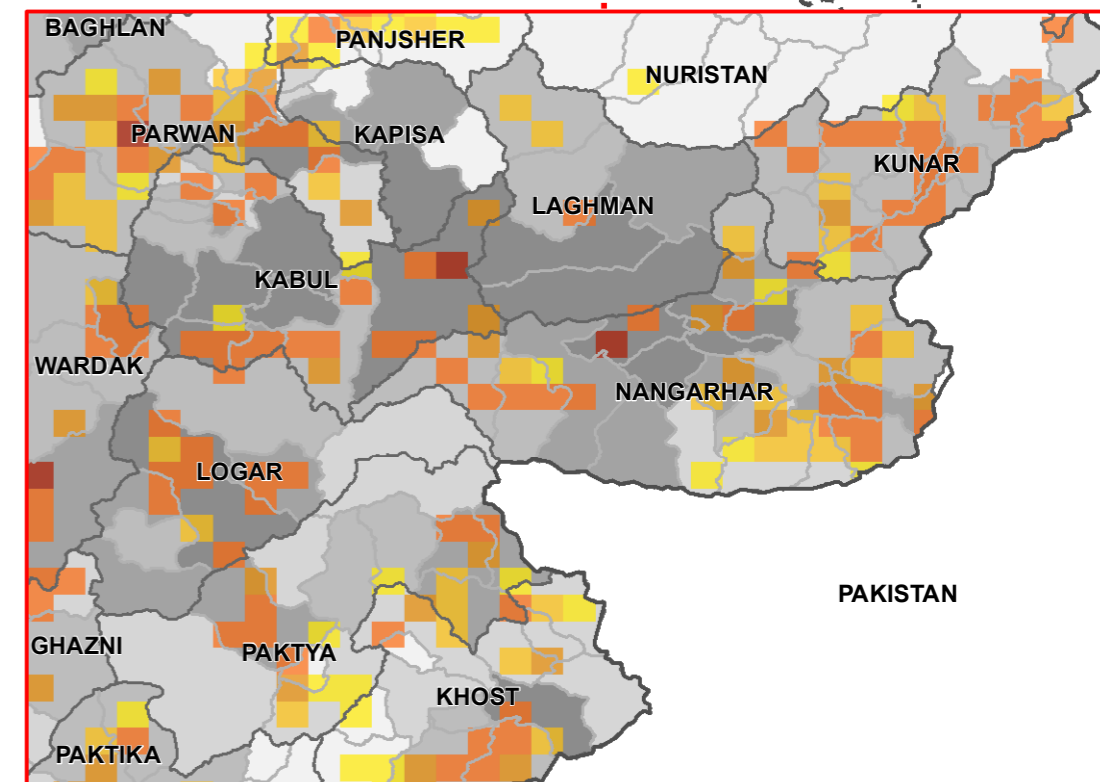 BAGHLAN
PANJSHER
NURISTAN
PARWAN
KAPISA
KUNAR
LAGHMAN
KABUL
WARDAK
NANGARHAR
LOGAR
PAKISTAN
GHAZNI
PAKTYA
KHOST
PAKTIKA